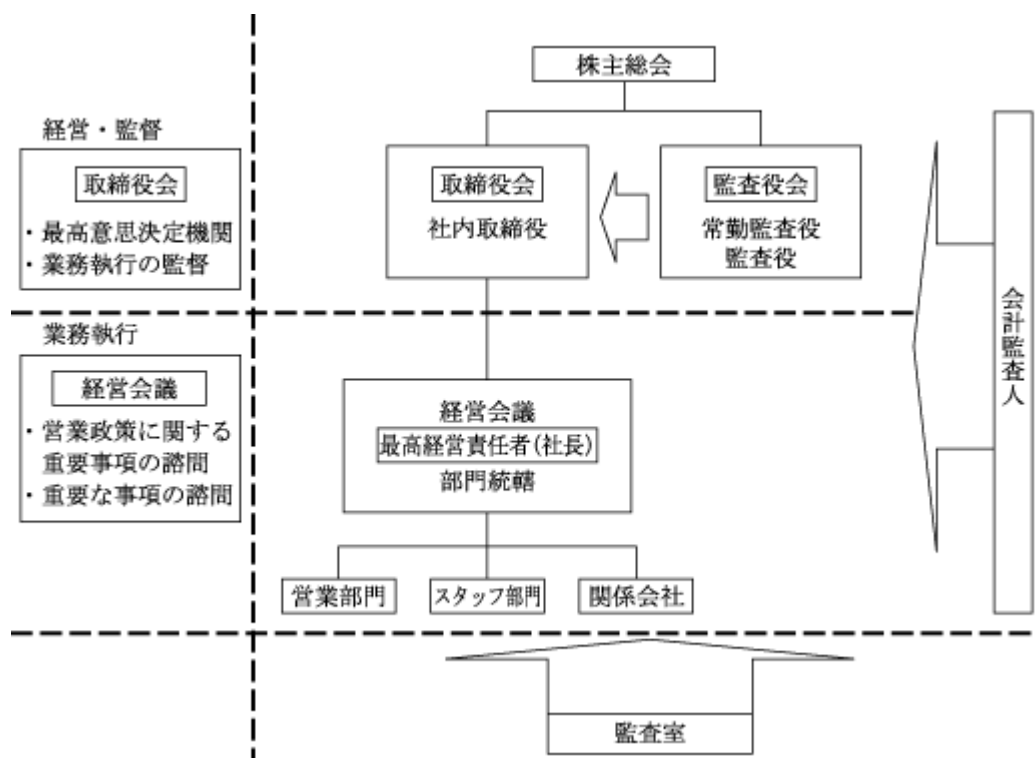 株主総会
経営・監督
取締役会
・最高意思決定機関
・業務執行の監督
取締役会
社内取締役
監査役会
常勤監査役
監査役
会計監査人
業務執行
経営会議
・営業政策に関する
重要事項の諮問
・重要な事項の諮問
経営会議
最高経営責任者(社長)
部門統轄
営業部門
スタッフ部門
関係会社
監査室